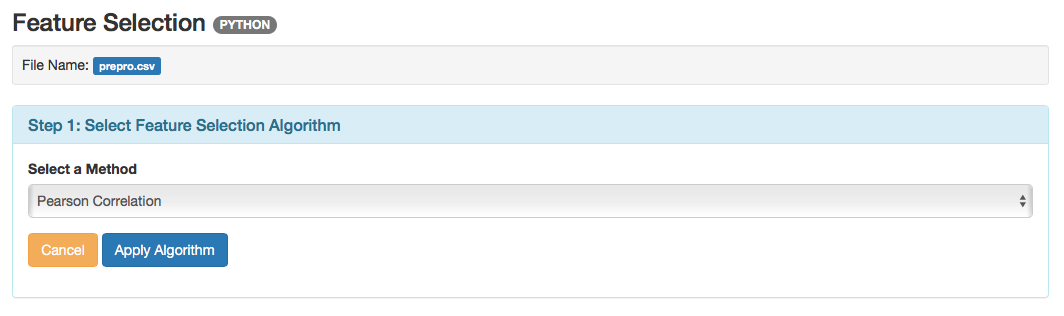 Feature Selection PYTHON
File Name: prepro.csv
Step 1: Select Feature Selection Algorithm
Select a Method
Pearson Correlation
Cancel Apply Algorithm